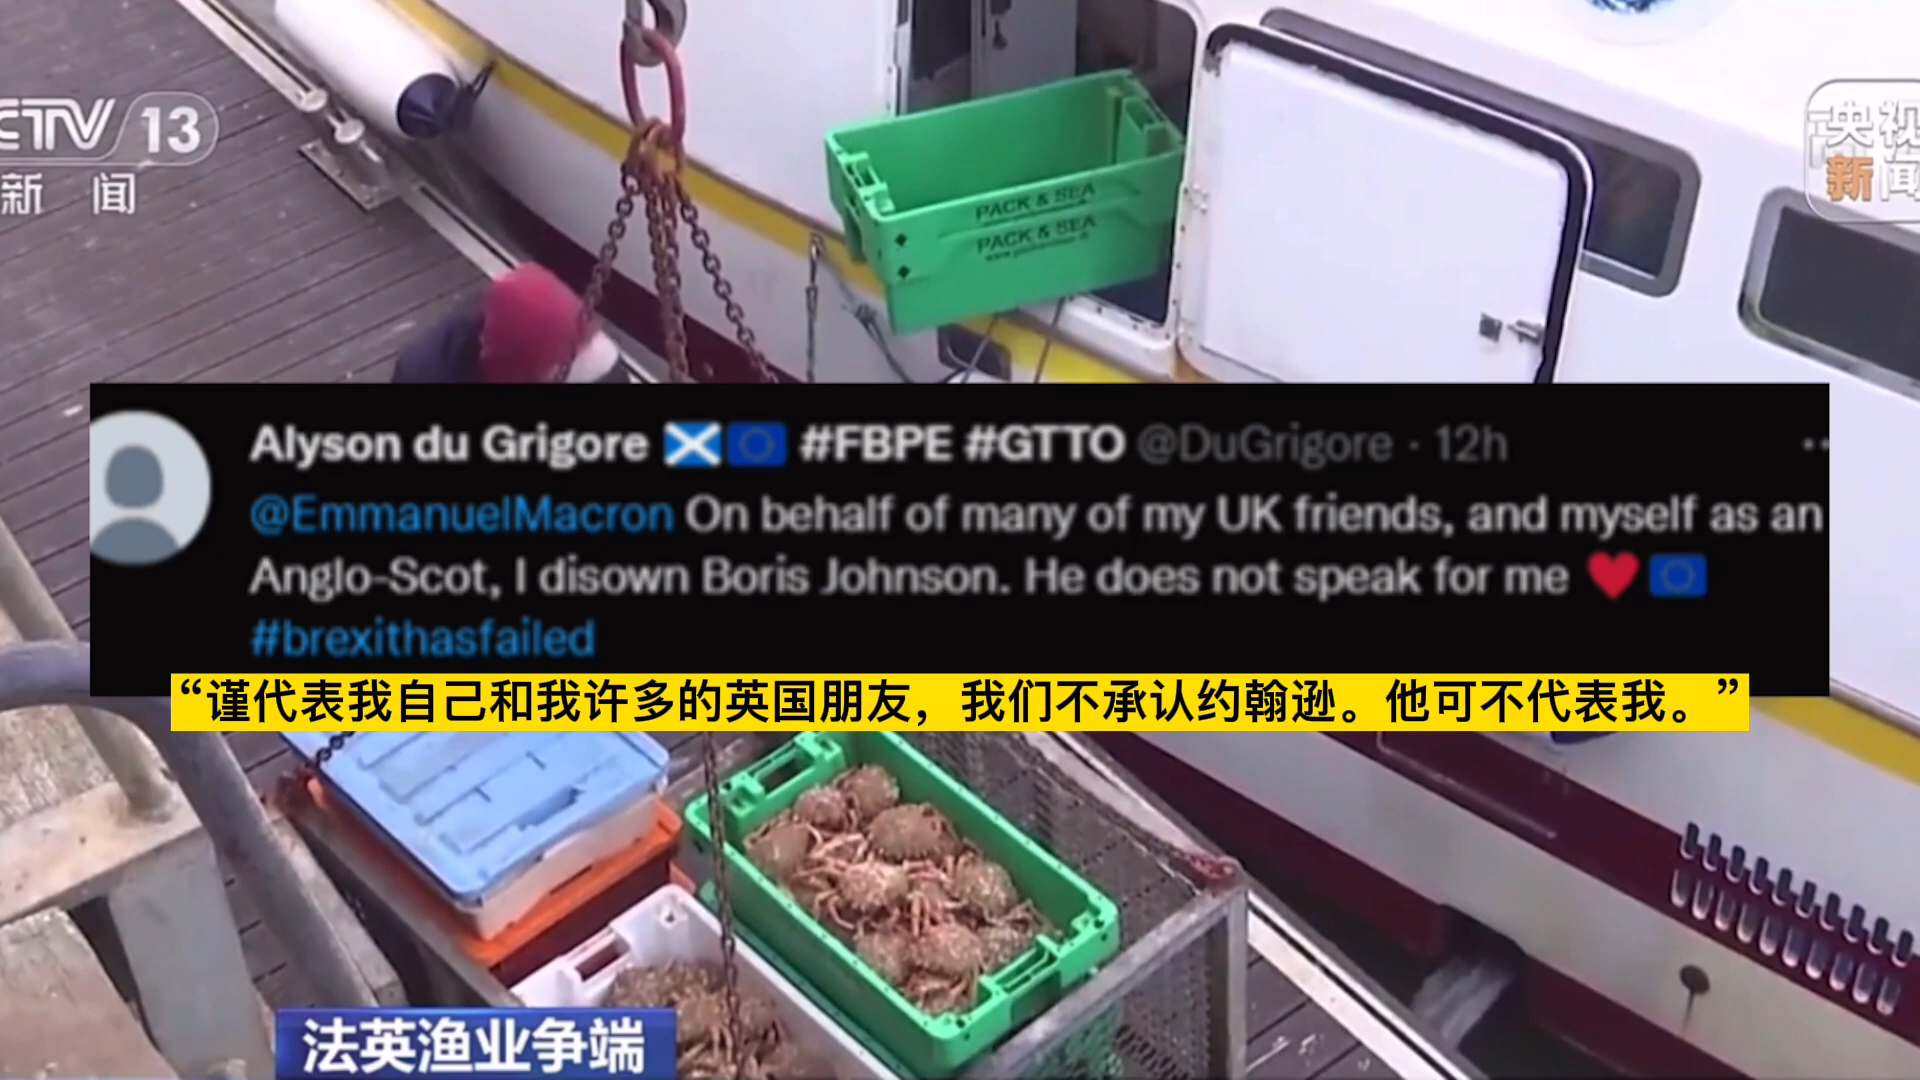 CCTV 13
新闻
央视
新闻
PACK & SEA
PACK & SEA
Alyson du Grigore #FBPE #GTTO @DuGrigore · 12h
@EmmanuelMacron On behalf of many of my UK friends, and myself as an
Anglo-Scot, I disown Boris Johnson. He does not speak for me ❤️
#brexithasfailed
“谨代表我自己和我许多的英国朋友，我们不承认约翰逊。他可不代表我。”
法英渔业争端